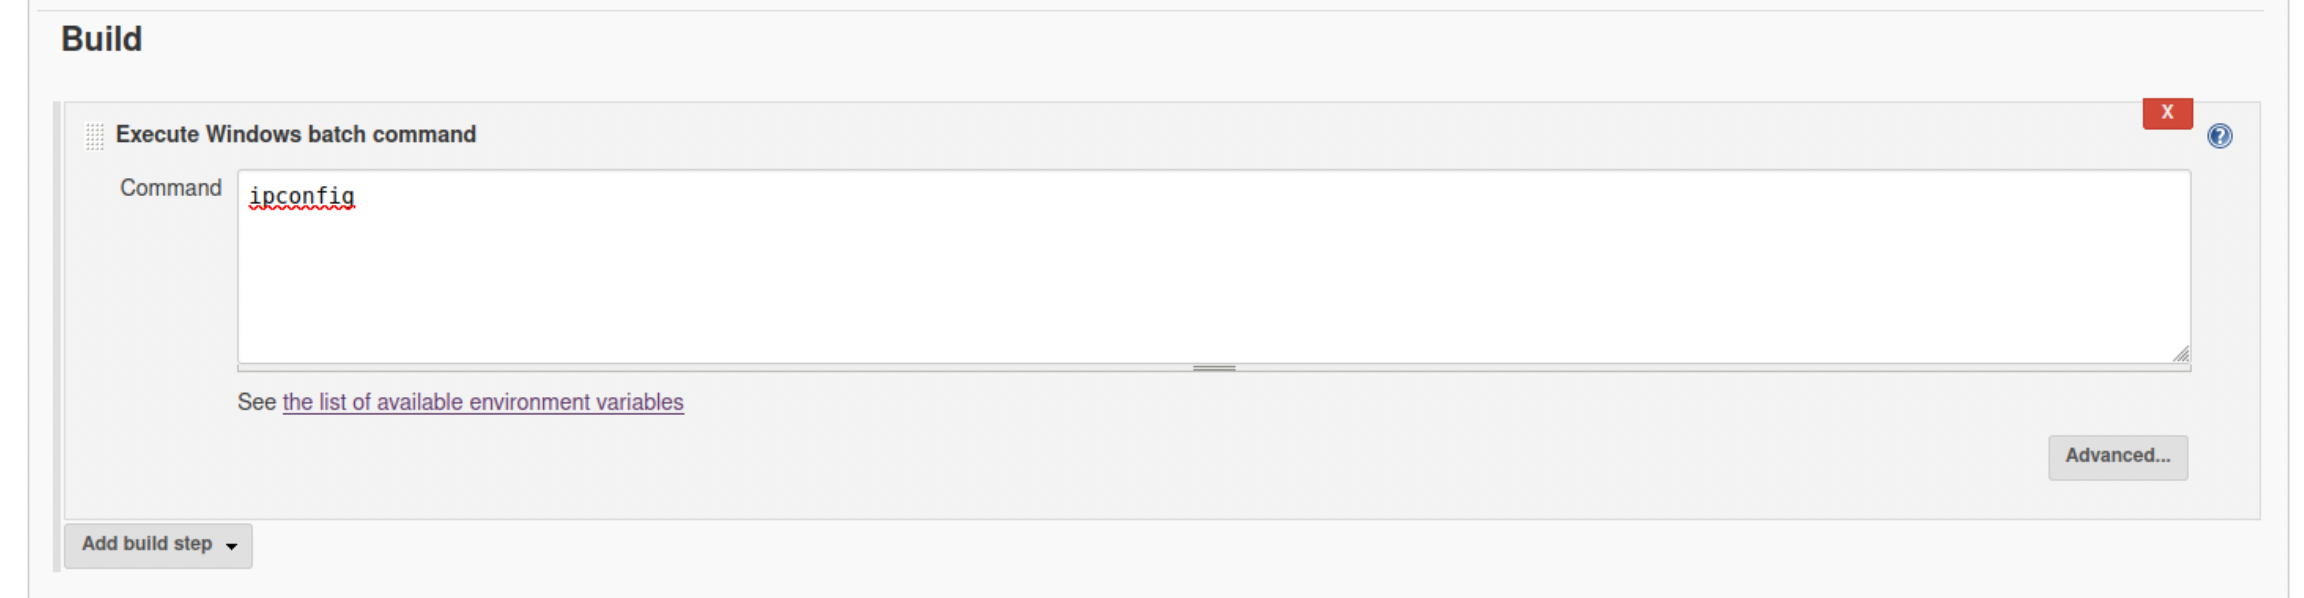 Build
Execute Windows batch command
X
?
Command
ipconfig
See the list of available environment variables
Advanced...
Add build step